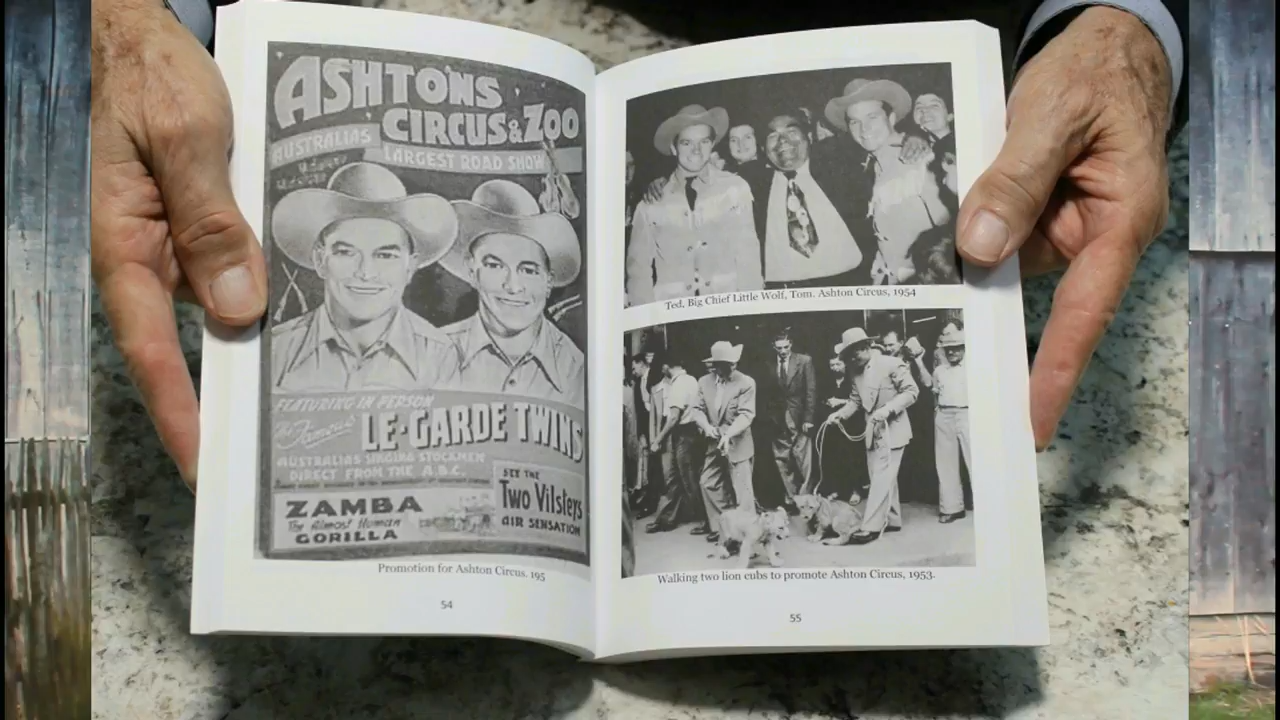 ASHTONS
CIRCUS & ZOO
AUSTRALIAS
LARGEST ROAD SHOW
FEATURING IN PERSON
The Famous LE-GARDE TWINS
AUSTRALIAS SINGING STOCKMEN
DIRECT FROM THE A.B.C.
ZAMBA
The Almost Human
GORILLA
SEE THE
Two Vilsteys
AIR SENSATION
Promotion for Ashton Circus. 195
54
Ted, Big Chief Little Wolf, Tom. Ashton Circus, 1954
Walking two lion cubs to promote Ashton Circus, 1953.
55